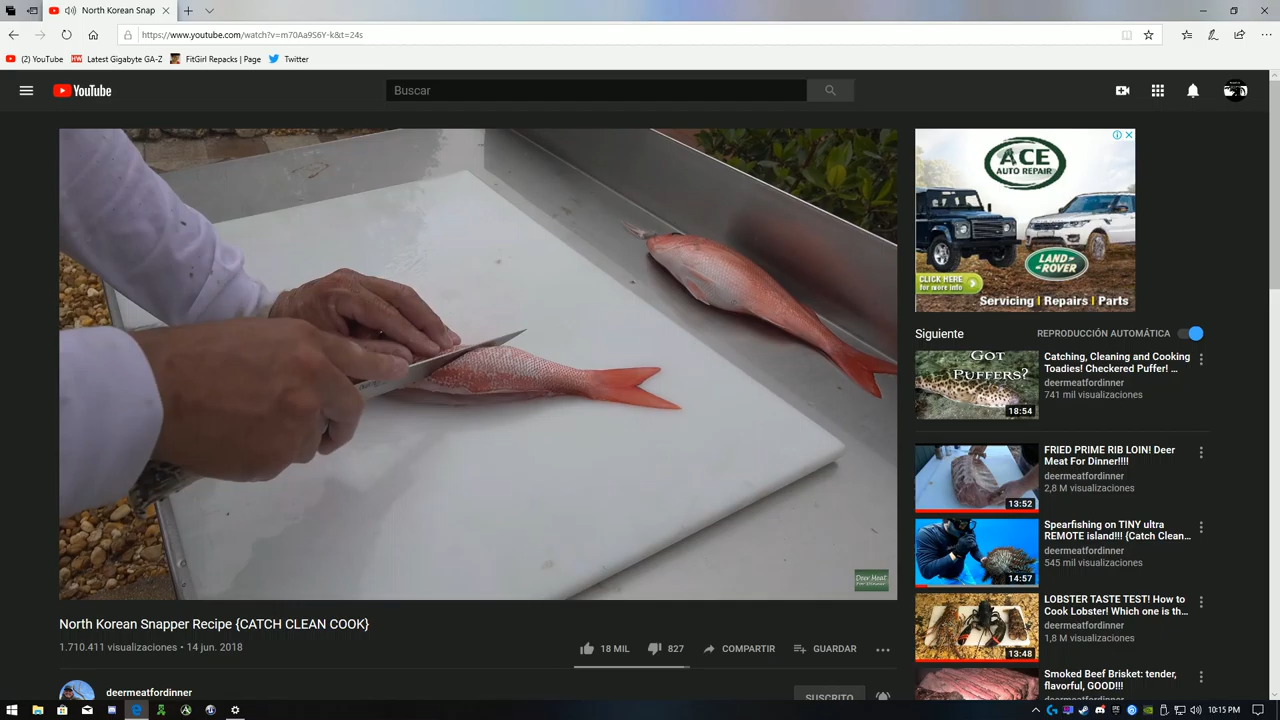 North Korean Snap
https://www.youtube.com/watch?v=m70Aa9S6Y-k&t=24s
(2) YouTube
HW Latest Gigabyte GA-Z
FitGirl Repacks | Page
Twitter
YouTube
Buscar
ACE
AUTO REPAIR
LAND-
ROVER
CLICK HERE
for more info
Servicing | Repairs | Parts
Siguiente
REPRODUCCIÓN AUTOMÁTICA
GOT
PUFFERS?
18:54
Catching, Cleaning and Cooking
Toadies! Checkered Puffer! ...
deermeatfordinner
741 mil visualizaciones
13:52
FRIED PRIME RIB LOIN! Deer
Meat For Dinner!!!!
deermeatfordinner
2,8 M visualizaciones
14:57
Spearfishing on TINY ultra
REMOTE island!!! {Catch Clean...
deermeatfordinner
545 mil visualizaciones
13:48
LOBSTER TASTE TEST! How to
Cook Lobster! Which one is th...
deermeatfordinner
1,8 M visualizaciones
Smoked Beef Brisket: tender,
flavorful, GOOD!!!
deermeatfordinner
Deer Meat
For Dinner
North Korean Snapper Recipe {CATCH CLEAN COOK}
1.710.411 visualizaciones • 14 jun. 2018
18 MIL
827
COMPARTIR
GUARDAR
deermeatfordinner
SUSCRITO
10:15 PM